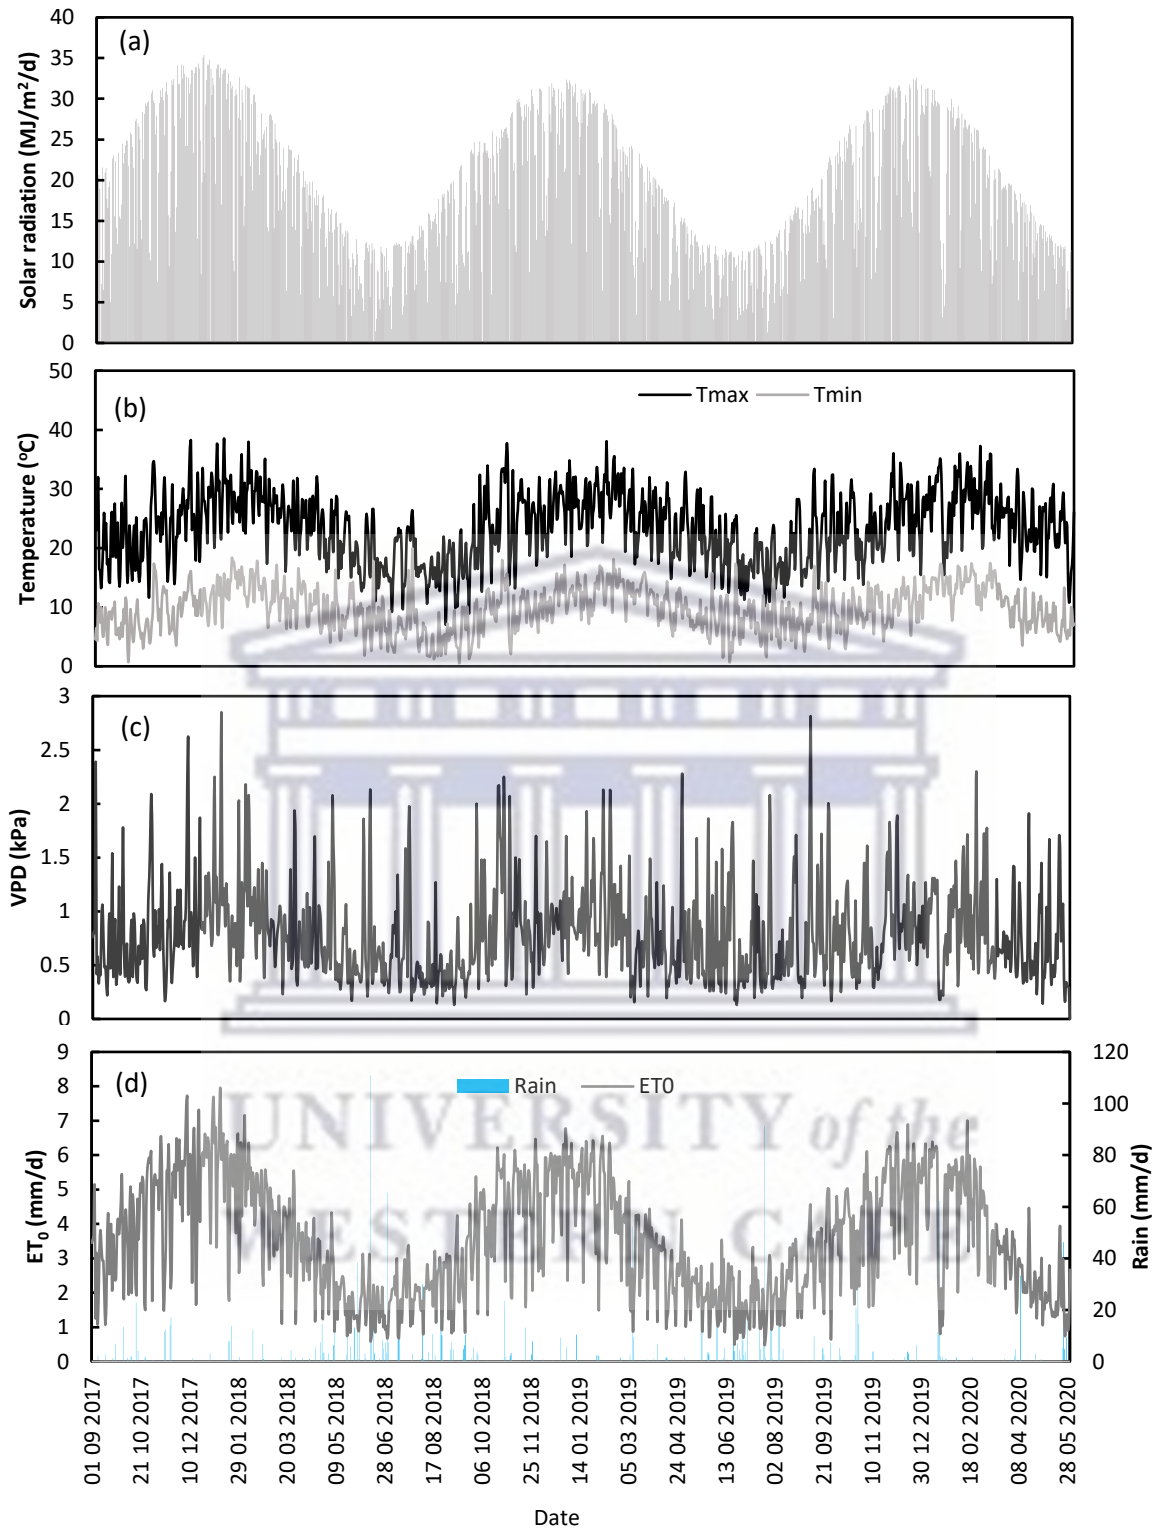 (a)
Solar radiation (MJ/m²/d)
40
35
30
25
20
15
10
5
0
(b)
Tmax
Tmin
Temperature (°C)
50
40
30
20
10
0
(c)
VPD (kPa)
3
2.5
2
1.5
1
0.5
0
(d)
Rain
ET0
ET₀ (mm/d)
9
8
7
6
5
4
3
2
1
0
Rain (mm/d)
120
100
80
60
40
20
0
UNIVERSITY of the
WESTERN CAPE
01 09 2017
21 10 2017
10 12 2017
29 01 2018
20 03 2018
09 05 2018
28 06 2018
17 08 2018
06 10 2018
25 11 2018
14 01 2019
05 03 2019
24 04 2019
13 06 2019
02 08 2019
21 09 2019
10 11 2019
30 12 2019
18 02 2020
08 04 2020
28 05 2020
Date